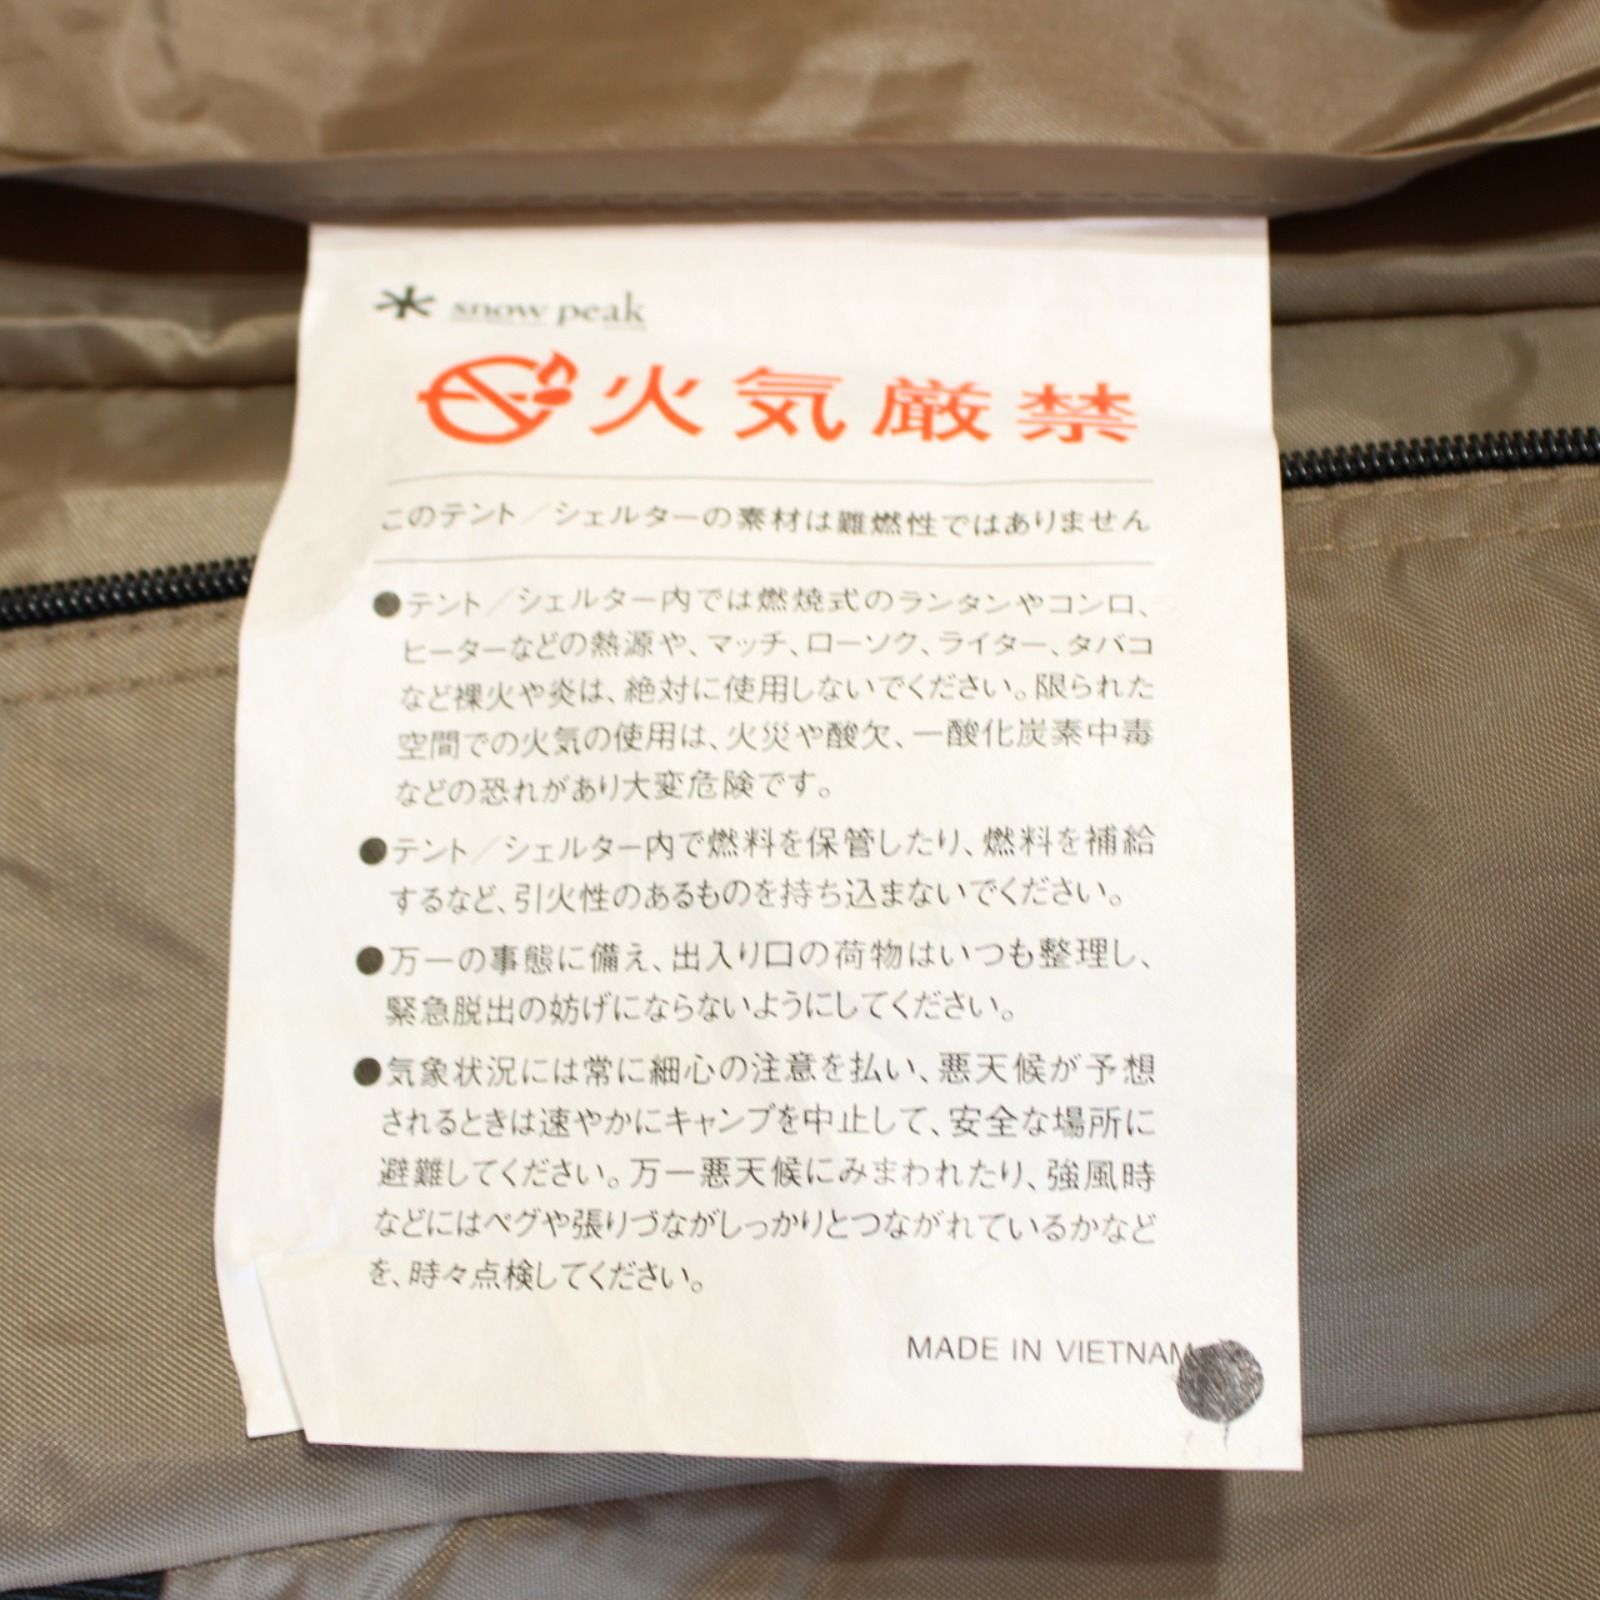 snow peak
火気厳禁
このテント／シェルターの素材は難燃性ではありません
●テント／シェルター内では燃焼式のランタンやコンロ、
ヒーターなどの熱源や、マッチ、ローソク、ライター、タバコ
など裸火や炎は、絶対に使用しないでください。限られた
空間での火気の使用は、火災や酸欠、一酸化炭素中毒
などの恐れがあり大変危険です。
●テント／シェルター内で燃料を保管したり、燃料を補給
するなど、引火性のあるものを持ち込まないでください。
●万一の事態に備え、出入り口の荷物はいつも整理し、
緊急脱出の妨げにならないようにしてください。
●気象状況には常に細心の注意を払い、悪天候が予想
されるときは速やかにキャンプを中止して、安全な場所に
避難してください。万一悪天候にみまわれたり、強風時
などにはペグや張りづながしっかりとつながれているかなど
を、時々点検してください。
MADE IN VIETNAM